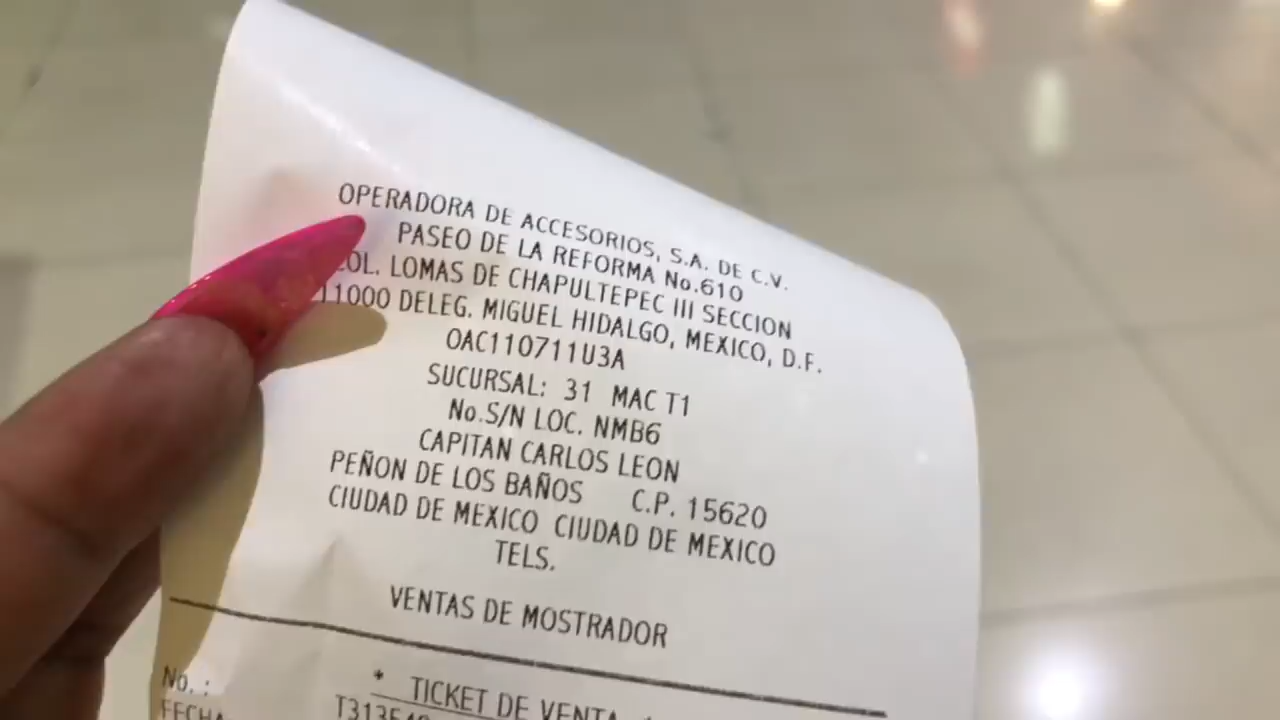 OPERADORA DE ACCESORIOS, S.A. DE C.V.
PASEO DE LA REFORMA No.610
COL. LOMAS DE CHAPULTEPEC III SECCION
11000 DELEG. MIGUEL HIDALGO, MEXICO, D.F.
OAC110711U3A
SUCURSAL: 31 MAC T1
No.S/N LOC. NMB6
CAPITAN CARLOS LEON
PEÑON DE LOS BAÑOS C.P. 15620
CIUDAD DE MEXICO CIUDAD DE MEXICO
TELS.
VENTAS DE MOSTRADOR
* TICKET DE VENTA
No. :
FECHA